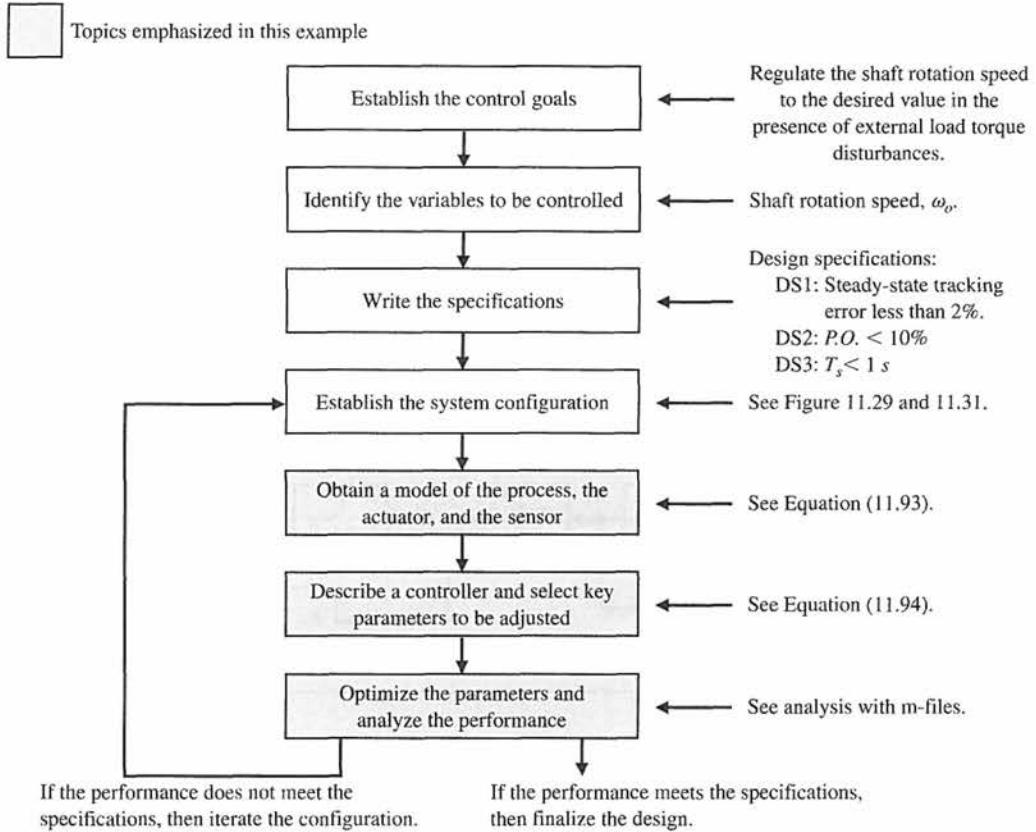 Topics emphasized in this example
Establish the control goals
Regulate the shaft rotation speed
to the desired value in the
presence of external load torque
disturbances.
Identify the variables to be controlled
Shaft rotation speed, ωₒ.
Write the specifications
Design specifications:
DS1: Steady-state tracking
error less than 2%.
DS2: P.O. < 10%
DS3: Tₛ < 1 s
Establish the system configuration
See Figure 11.29 and 11.31.
Obtain a model of the process, the
actuator, and the sensor
See Equation (11.93).
Describe a controller and select key
parameters to be adjusted
See Equation (11.94).
Optimize the parameters and
analyze the performance
See analysis with m-files.
If the performance does not meet the
specifications, then iterate the configuration.
If the performance meets the specifications,
then finalize the design.